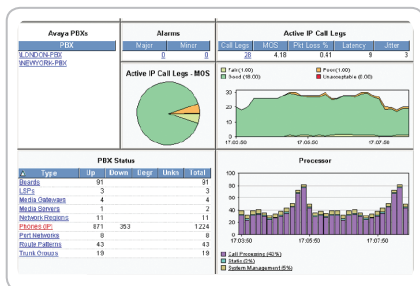 Avaya PBXs
PBX
\LONDON-PBX
\NEWYORK-PBX
Alarms
Major Minor
0 0
Active IP Call Legs
Call Legs MOS Pkt Loss % Latency Jitter
28 4.18 0.41 9 3
Active IP Call Legs - MOS
Fair(1.00) Poor(1.00)
Good (18.00) Unacceptable (0.00)
30
20
10
0
17:03:50 17:05:50 17:07:50
PBX Status
Type Up Down Degr Unks Total
Boards 91 91
LSPs 3 3
Media Gateways 4 4
Media Servers 1 2
Network Regions 11 11
Phones (IP) 871 353 1224
Port Networks 8 8
Route Patterns 43 43
Trunk Groups 19 19
Processor
100
80
60
40
20
0
17:03:50 17:05:50 17:07:50
Call Processing (40%)
Static (3%)
System Management (5%)